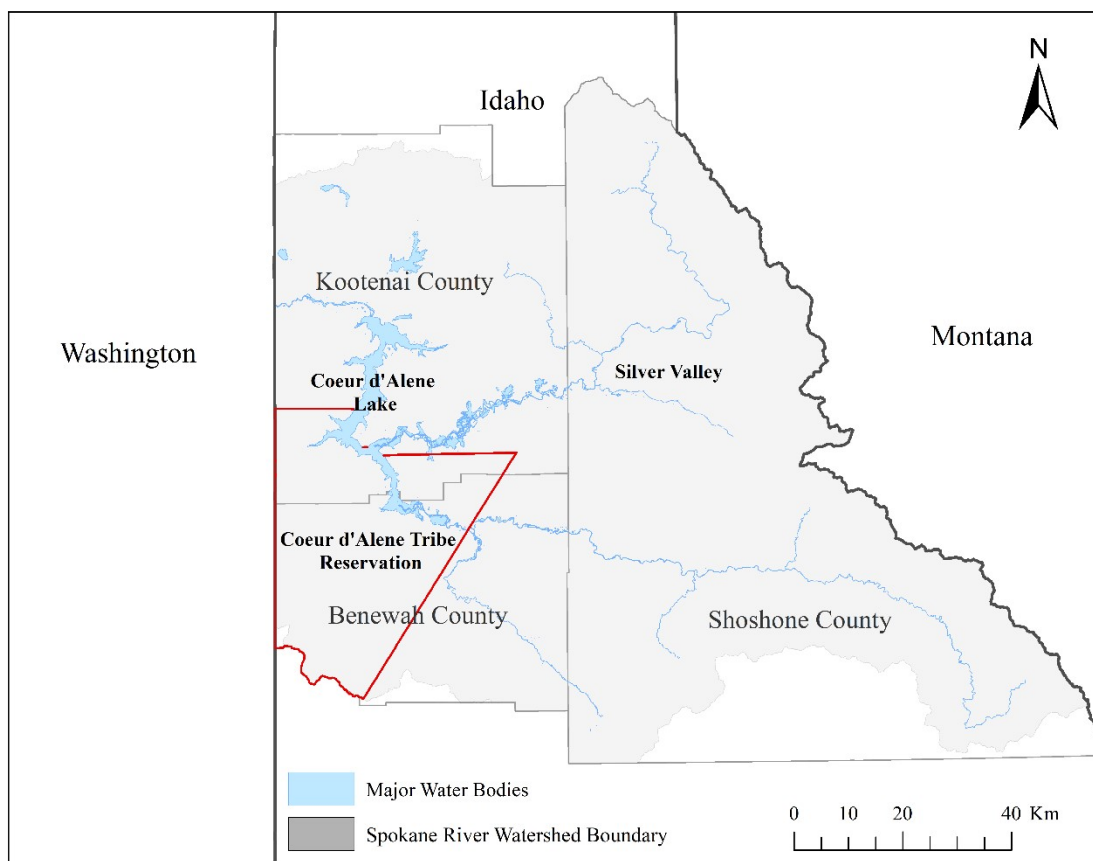 N
Idaho
Kootenai County
Washington
Montana
Silver Valley
Coeur d'Alene
Lake
Coeur d'Alene Tribe
Reservation
Benewah County
Shoshone County
Major Water Bodies
Spokane River Watershed Boundary
0 10 20 40 Km